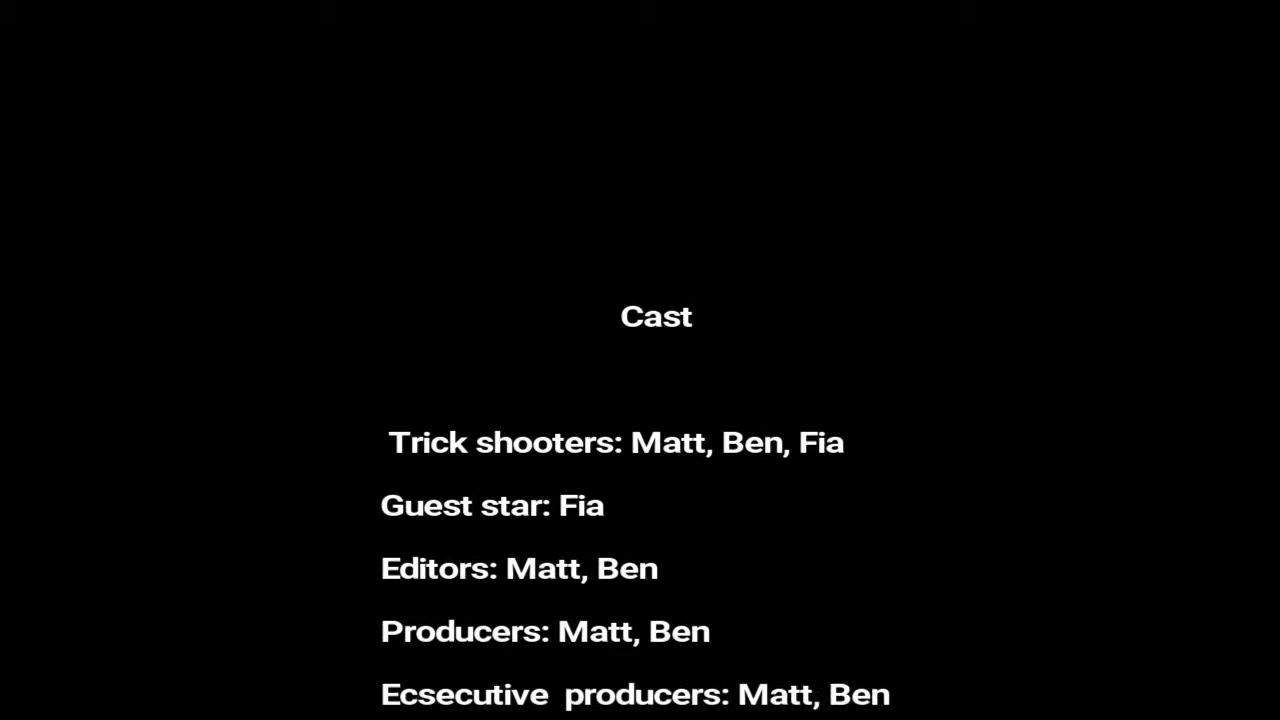 Cast
Trick shooters: Matt, Ben, Fia
Guest star: Fia
Editors: Matt, Ben
Producers: Matt, Ben
Ecsecutive  producers: Matt, Ben